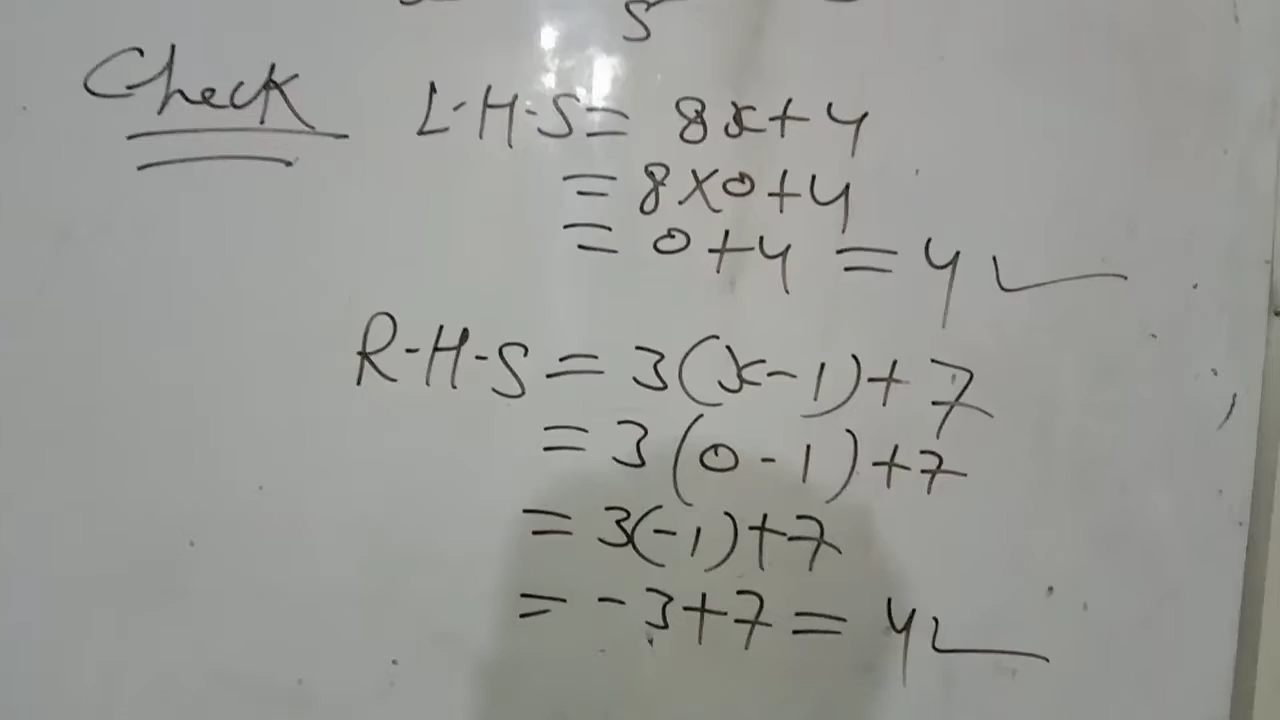 5
Check L·H·S = 8x+4
= 8×0+4
= 0+4 = 4 ✓
R-H-S = 3(x-1)+7
= 3(0-1)+7
= 3(-1)+7
= -3+7 = 4 ✓